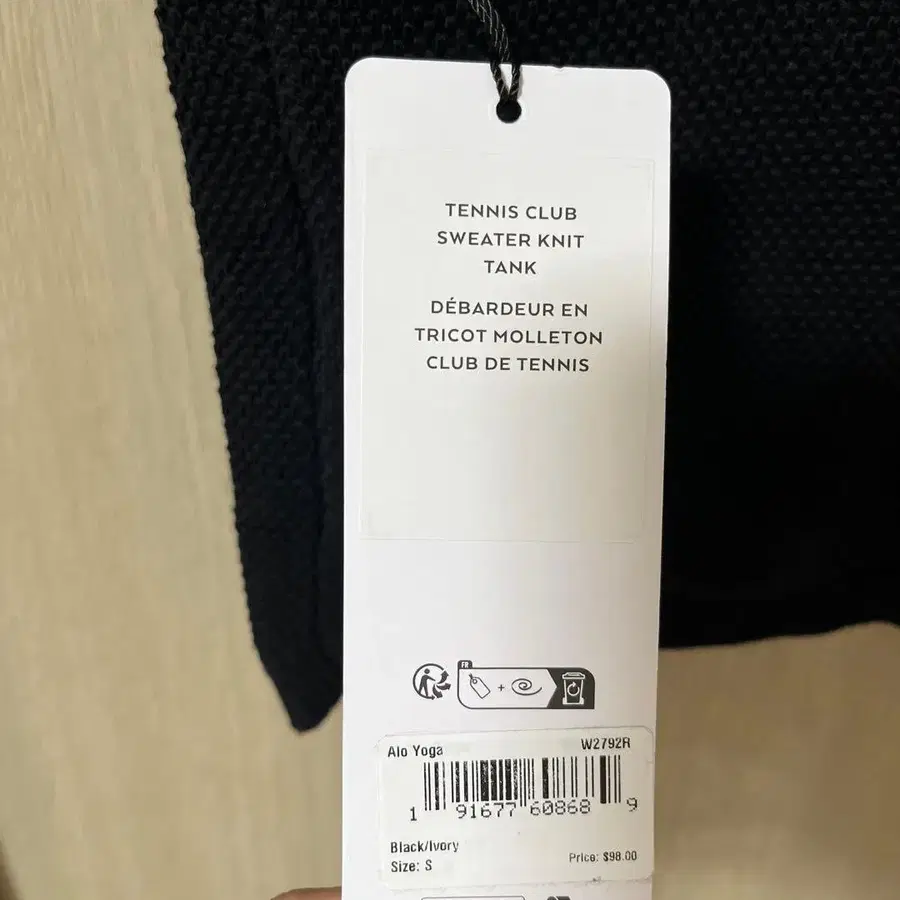 TENNIS CLUB
SWEATER KNIT
TANK
DÉBARDEUR EN
TRICOT MOLLETON
CLUB DE TENNIS
FR
Alo Yoga W2792R
1 91677 60868 9
Black/Ivory
Size: S Price: $98.00